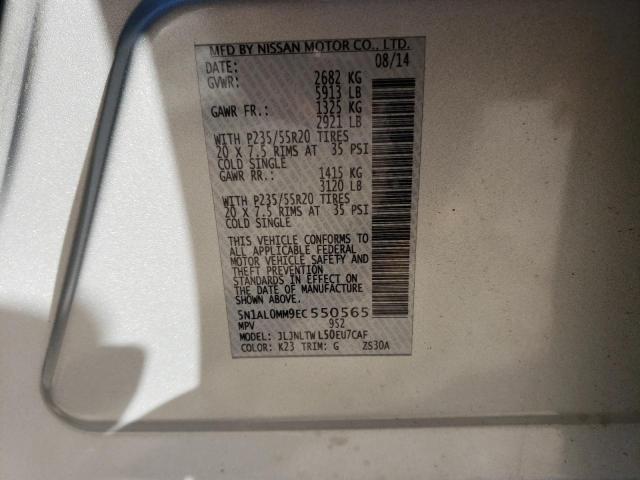 MFD BY NISSAN MOTOR CO., LTD.
DATE: 08/14
GVWR: 2682 KG
5913 LB
GAWR FR.: 1325 KG
2921 LB
WITH P235/55R20 TIRES
20 X 7.5 RIMS AT 35 PSI
COLD SINGLE
GAWR RR.: 1415 KG
3120 LB
WITH P235/55R20 TIRES
20 X 7.5 RIMS AT 35 PSI
COLD SINGLE
THIS VEHICLE CONFORMS TO
ALL APPLICABLE FEDERAL
MOTOR VEHICLE SAFETY AND
THEFT PREVENTION
STANDARDS IN EFFECT ON
THE DATE OF MANUFACTURE
SHOWN ABOVE.
5N1AL0MM9EC550565
MPV 952
MODEL: JLJNLTWL50EU7CAF
COLOR: K23 TRIM: G ZS30A